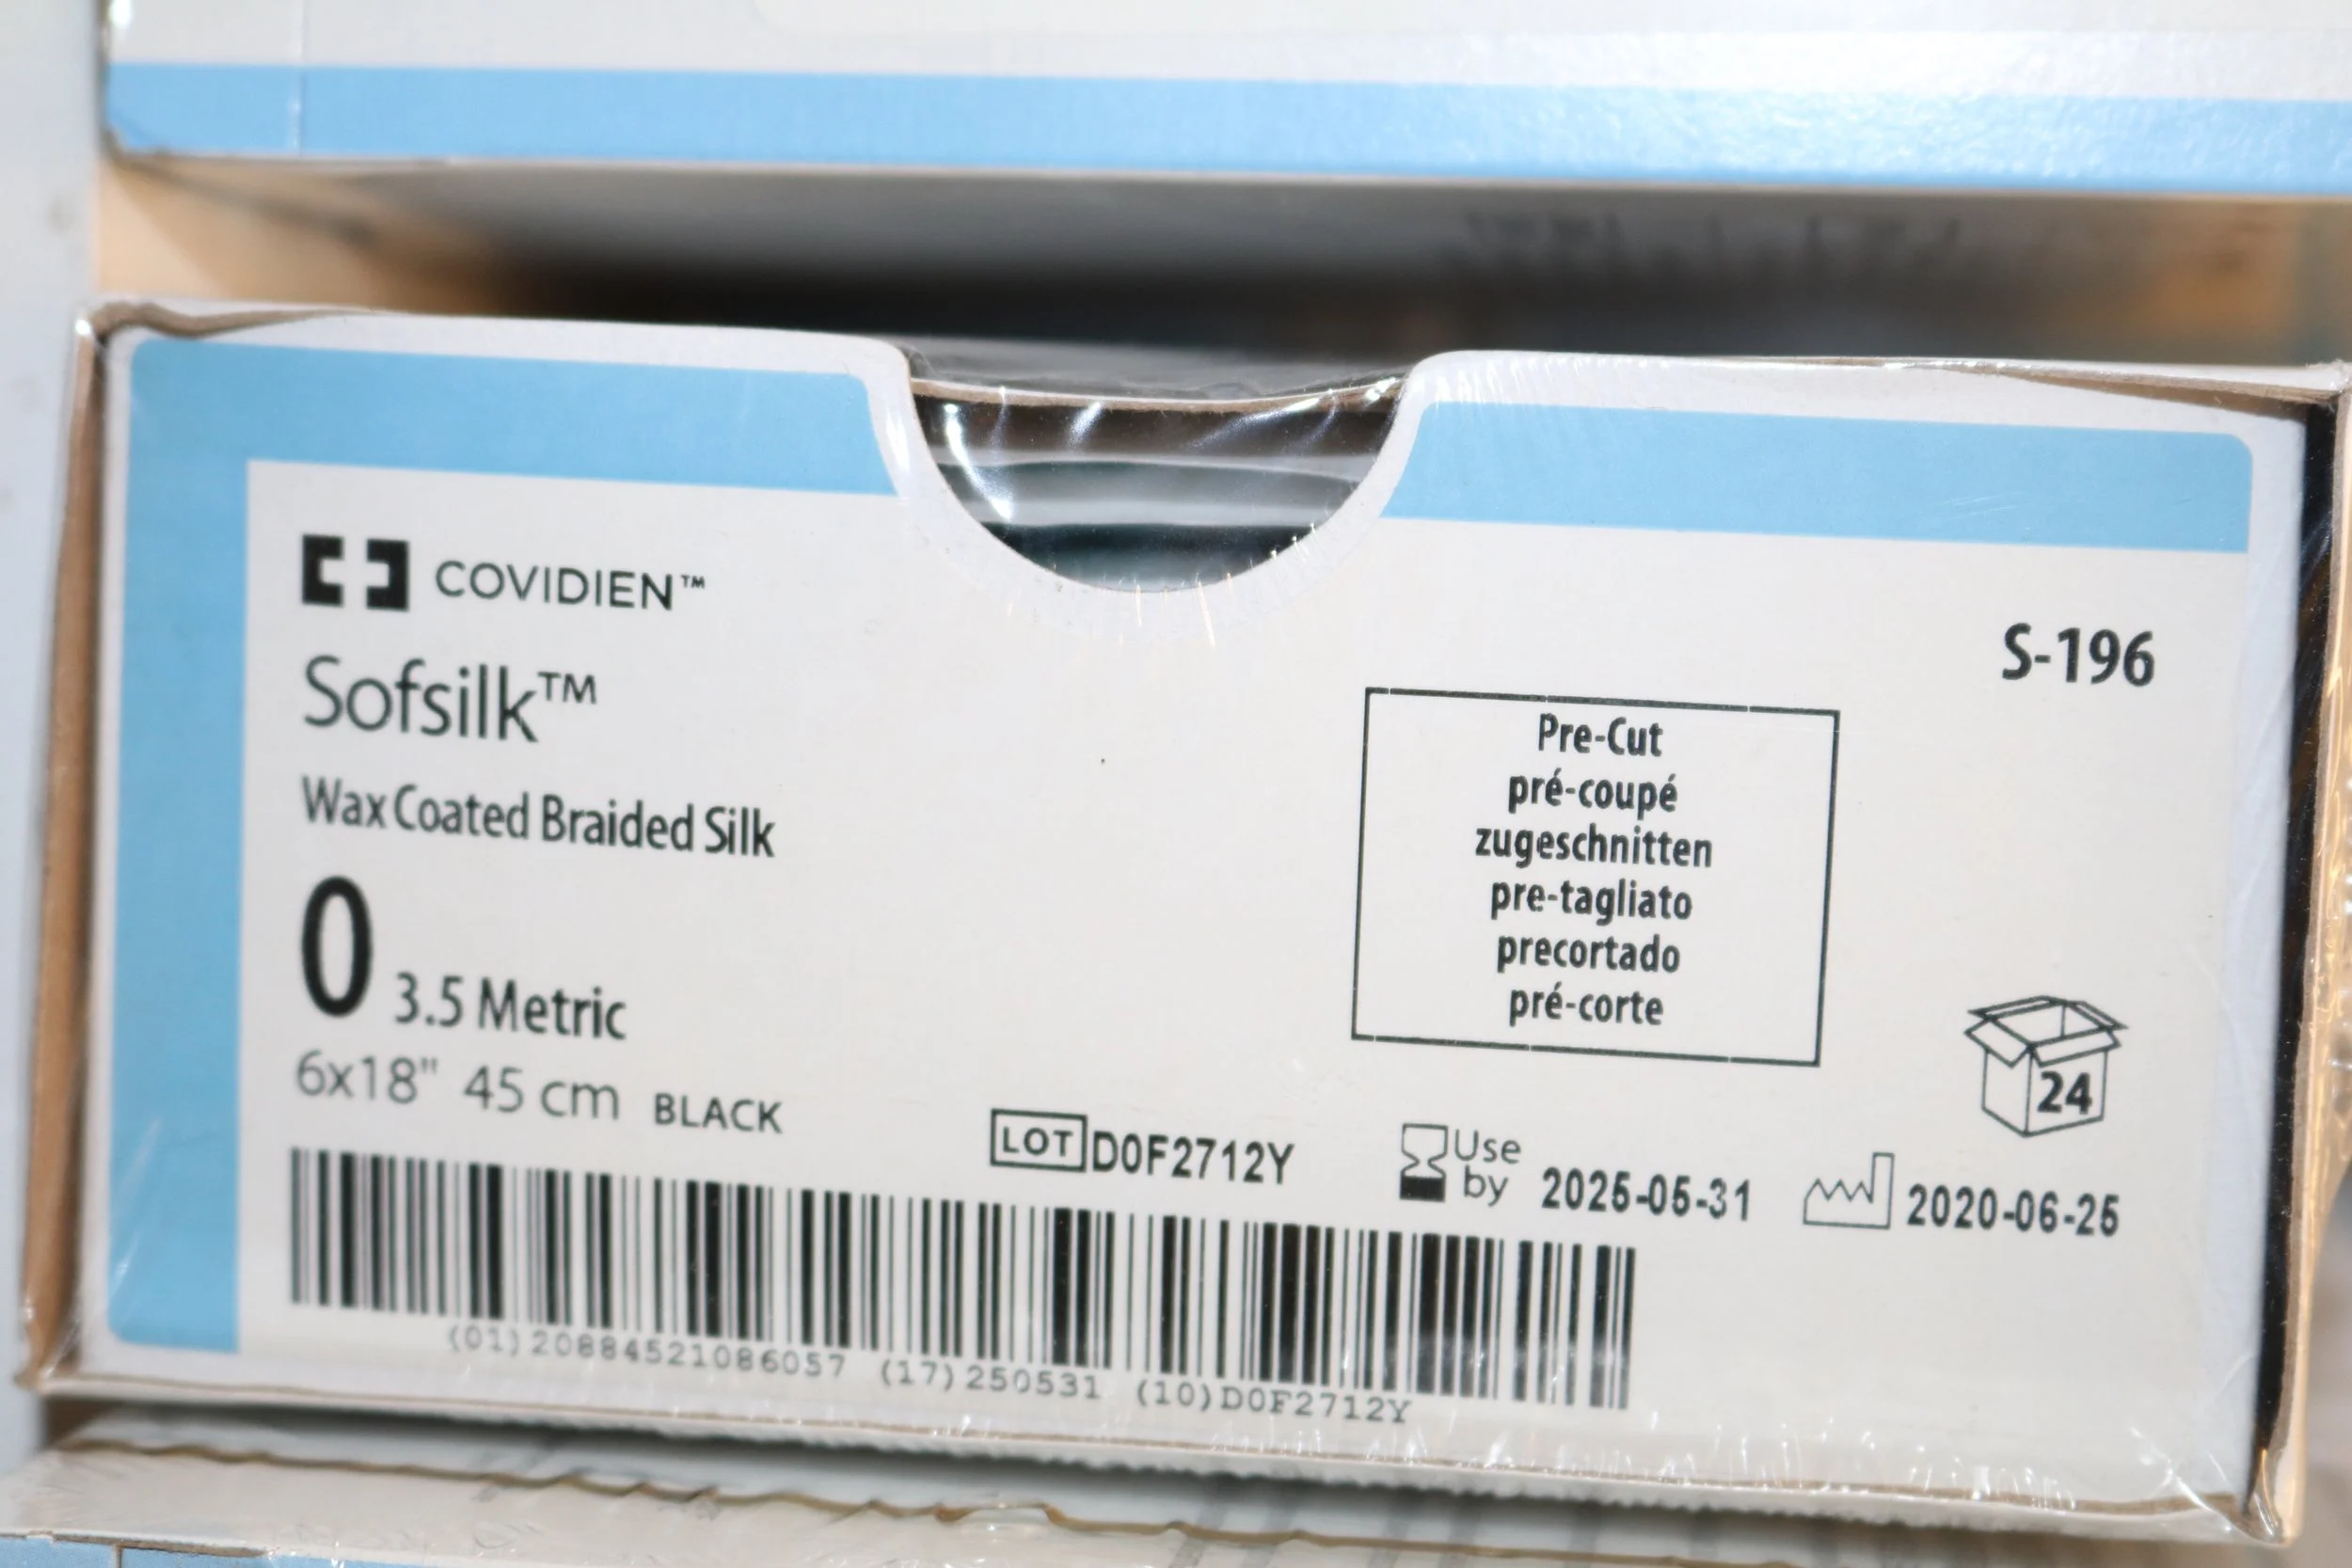 COVIDIEN™
Sofsilk™
Wax Coated Braided Silk
0 3.5 Metric
6x18" 45 cm BLACK
S-196
Pre-Cut
pré-coupé
zugeschnitten
pre-tagliato
precortado
pré-corte
24
LOT D0F2712Y
Use by 2025-05-31
2020-06-25
(01)20884521086057 (17)250531 (10)D0F2712Y